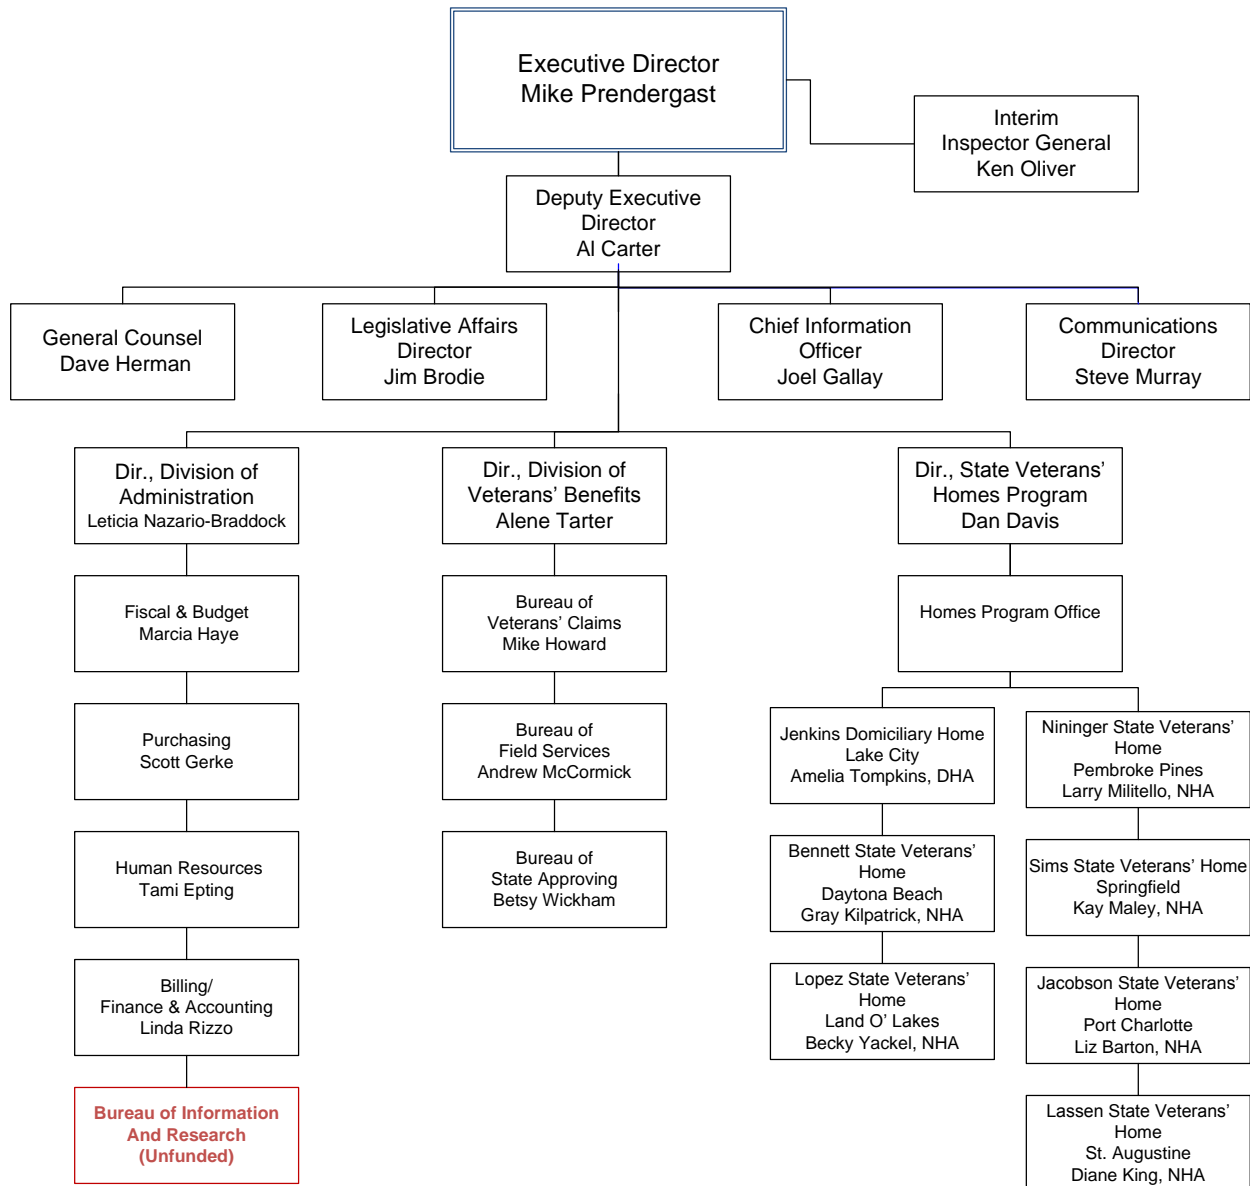 Executive Director
Mike Prendergast
Interim
Inspector General
Ken Oliver
Deputy Executive
Director
Al Carter
General Counsel
Dave Herman
Legislative Affairs
Director
Jim Brodie
Chief Information
Officer
Joel Gallay
Communications
Director
Steve Murray
Dir., Division of
Administration
Leticia Nazario-Braddock
Dir., Division of
Veterans’ Benefits
Alene Tarter
Dir., State Veterans’
Homes Program
Dan Davis
Fiscal & Budget
Marcia Haye
Bureau of
Veterans’ Claims
Mike Howard
Homes Program Office
Purchasing
Scott Gerke
Bureau of
Field Services
Andrew McCormick
Jenkins Domiciliary Home
Lake City
Amelia Tompkins, DHA
Nininger State Veterans’
Home
Pembroke Pines
Larry Militello, NHA
Human Resources
Tami Epting
Bureau of
State Approving
Betsy Wickham
Bennett State Veterans’
Home
Daytona Beach
Gray Kilpatrick, NHA
Sims State Veterans’ Home
Springfield
Kay Maley, NHA
Billing/
Finance & Accounting
Linda Rizzo
Lopez State Veterans’
Home
Land O’ Lakes
Becky Yackel, NHA
Jacobson State Veterans’
Home
Port Charlotte
Liz Barton, NHA
Bureau of Information
And Research
(Unfunded)
Lassen State Veterans’
Home
St. Augustine
Diane King, NHA